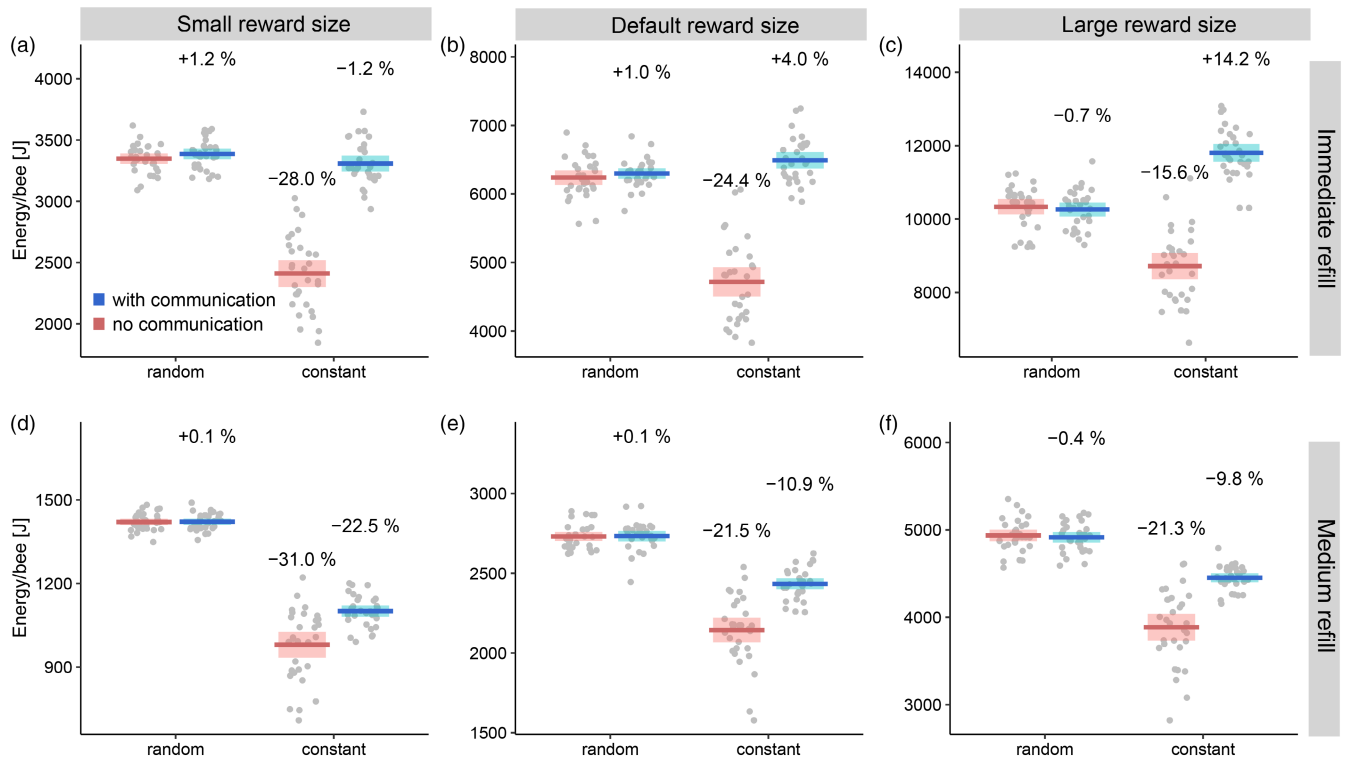 Small reward size
Default reward size
Large reward size
(a)
+1.2 %
−1.2 %
−28.0 %
4000
3500
3000
2500
2000
Energy/bee [J]
with communication
no communication
random
constant
(b)
+1.0 %
+4.0 %
−24.4 %
8000
7000
6000
5000
4000
random
constant
(c)
−0.7 %
+14.2 %
−15.6 %
14000
12000
10000
8000
random
constant
Immediate refill
(d)
+0.1 %
−22.5 %
−31.0 %
1500
1200
900
Energy/bee [J]
random
constant
(e)
+0.1 %
−10.9 %
−21.5 %
3000
2500
2000
1500
random
constant
(f)
−0.4 %
−9.8 %
−21.3 %
6000
5000
4000
3000
random
constant
Medium refill